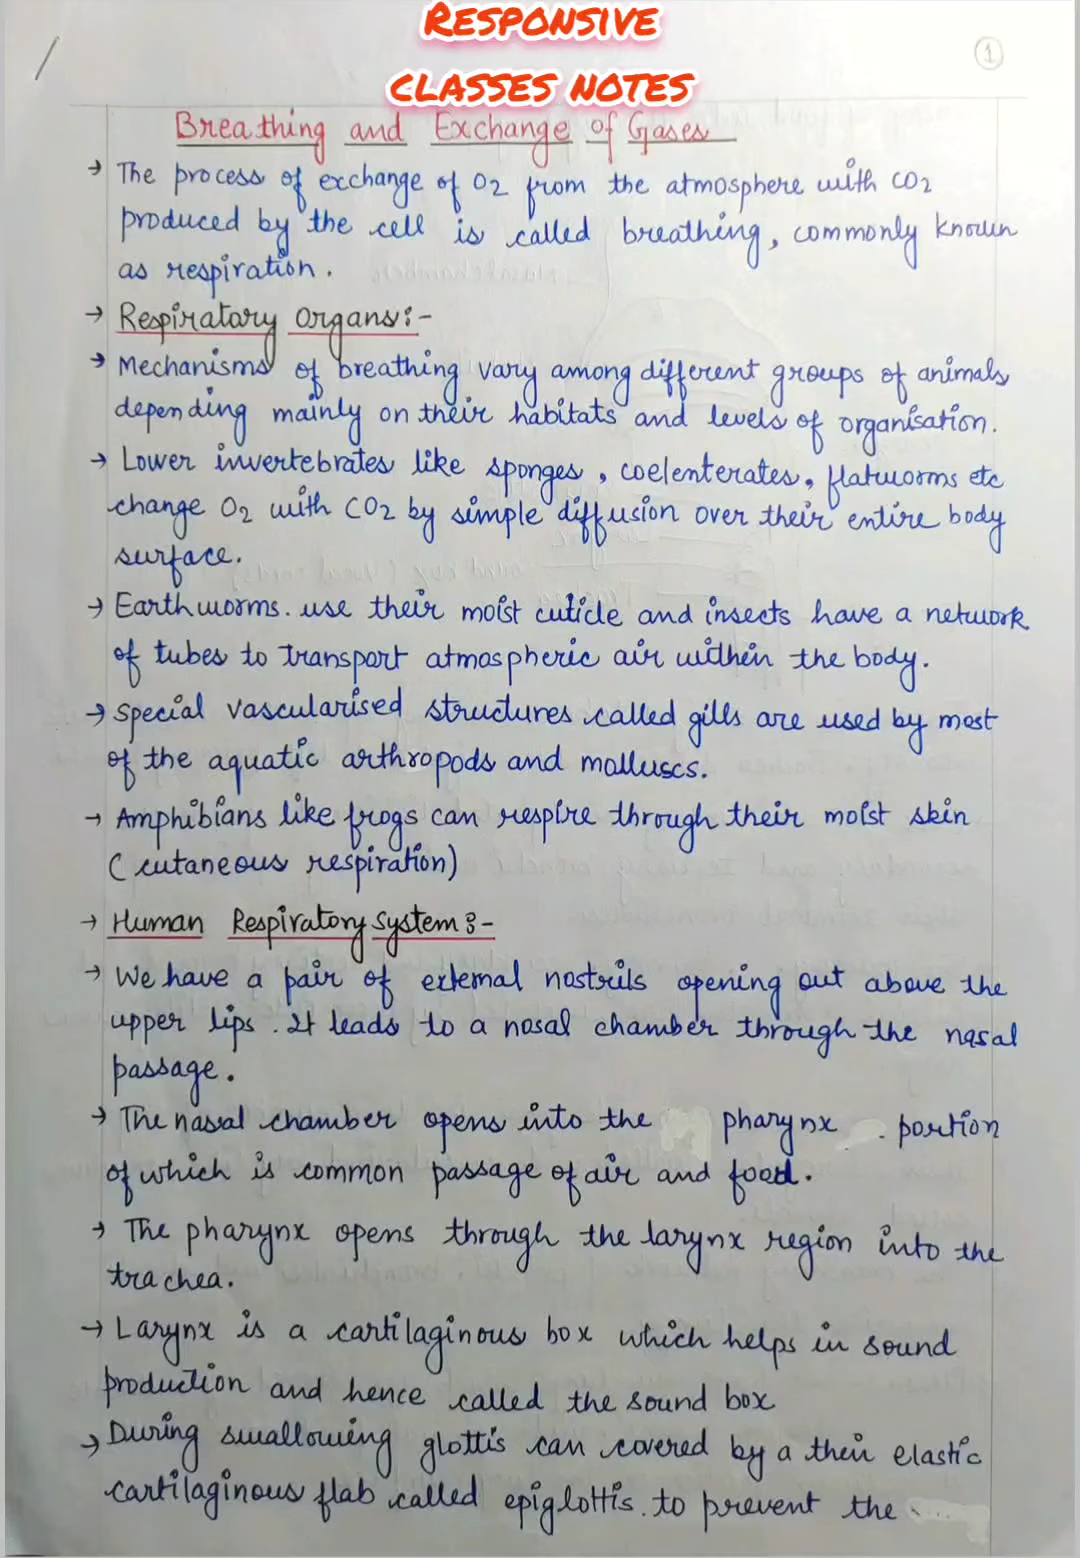 RESPONSIVE
CLASSES NOTES
1
Breathing and Exchange of Gases
→ The process of exchange of O2 from the atmosphere with CO2
produced by the cell is called breathing, commonly known
as respiration.
→ Respiratary organs:-
→ Mechanisms of breathing vary among different groups of animals
depending mainly on their habitats and levels of organisation.
→ Lower invertebrates like sponges, coelenterates, flatworms etc
change O2 with CO2 by simple diffusion over their entire body
surface.
→ Earthworms. use their moist cuticle and insects have a network
of tubes to transport atmospheric air within the body.
→ special vascularised structures called gills are used by most
of the aquatic arthropods and molluscs.
→ Amphibians like frogs can respire through their moist skin
(cutaneous respiration)
→ Human Respiratory system:-
→ We have a pair of external nostrils opening out above the
upper lips. It leads to a nasal chamber through the nasal
passage.
→ The nasal chamber opens into the pharynx . portion
of which is common passage of air and food.
→ The pharynx opens through the larynx region into the
trachea.
→ Larynx is a cartilaginous box which helps in sound
production and hence called the sound box
→ During swallowing glottis can covered by a thin elastic
cartilaginous flab called epiglottis. to prevent the